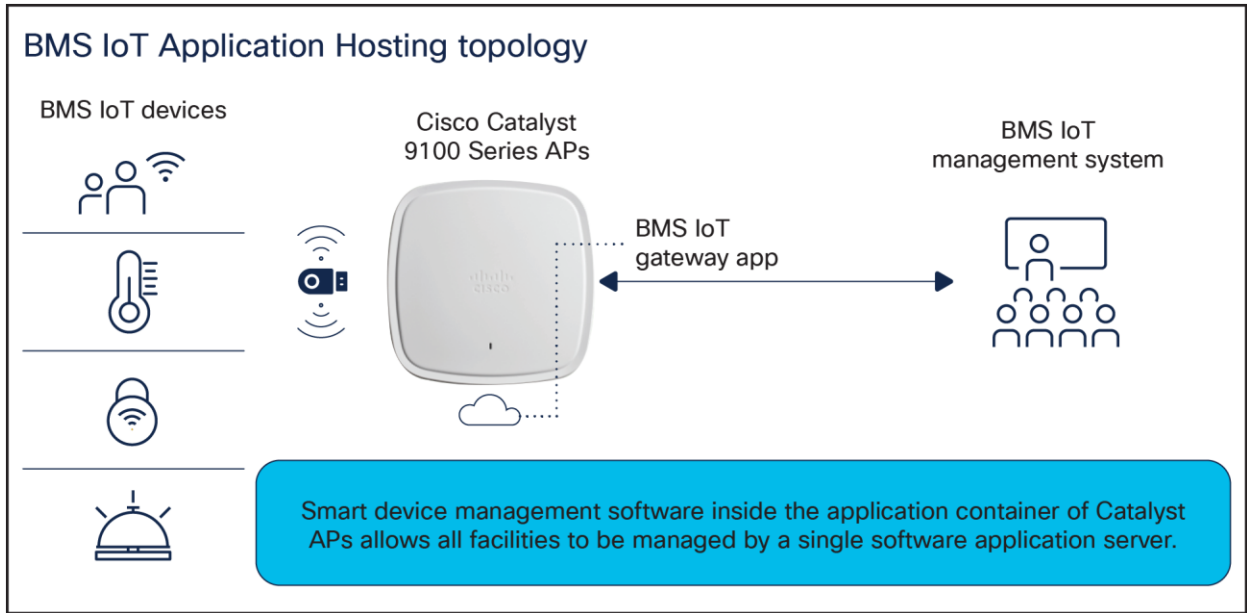 BMS IoT Application Hosting topology
BMS IoT devices
Cisco Catalyst
9100 Series APs
BMS IoT
management system
BMS IoT
gateway app
CISCO
Smart device management software inside the application container of Catalyst
APs allows all facilities to be managed by a single software application server.